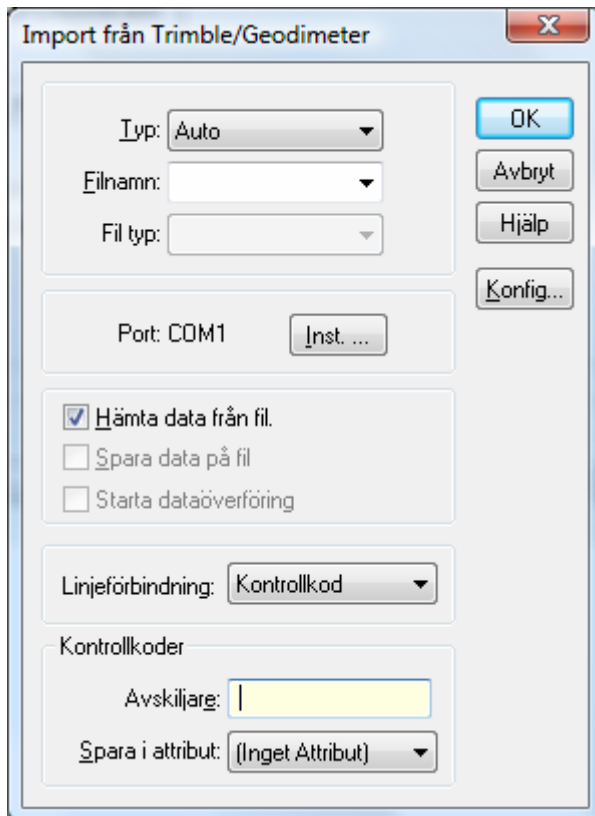 Import från Trimble/Geodimeter
Typ: Auto
OK
Filnamn:
Avbryt
Fil typ:
Hjälp
Konfig...
Port: COM1 Inst. ...
Hämta data från fil.
Spara data på fil
Starta dataöverföring
Linjeförbindning: Kontrollkod
Kontrollkoder
Avskiljare:
Spara i attribut: (Inget Attribut)